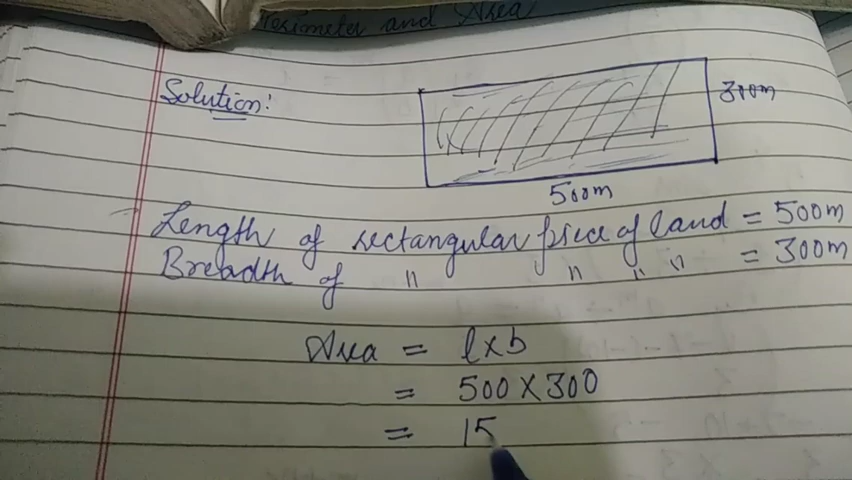 Perimeter and Area
Solution:
300m
500m
Length of rectangular piece of land = 500m
Breadth of " " " " = 300m
Area = l x b
= 500 X 300
= 15